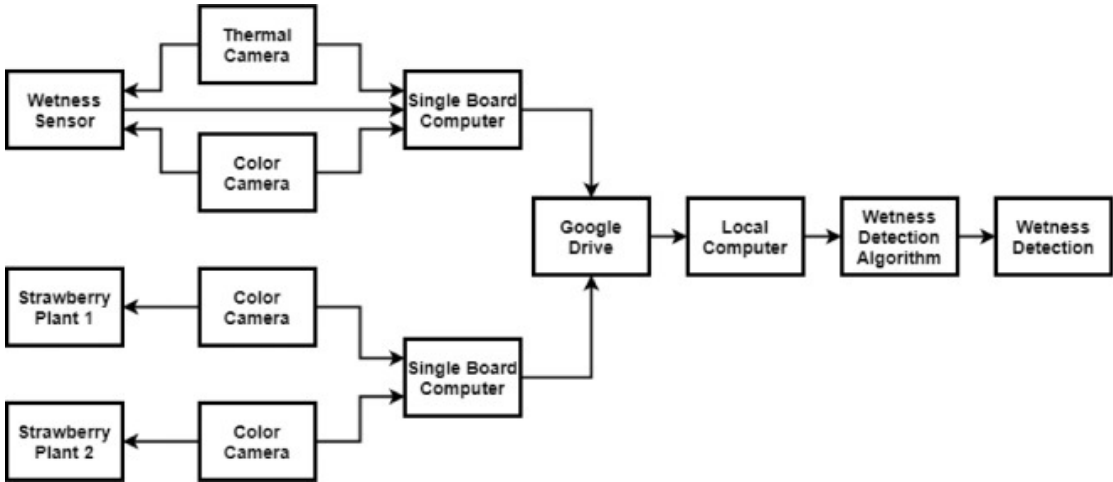 Thermal
Camera
Wetness
Sensor
Single Board
Computer
Color
Camera
Google
Drive
Local
Computer
Wetness
Detection
Algorithm
Wetness
Detection
Strawberry
Plant 1
Color
Camera
Single Board
Computer
Strawberry
Plant 2
Color
Camera